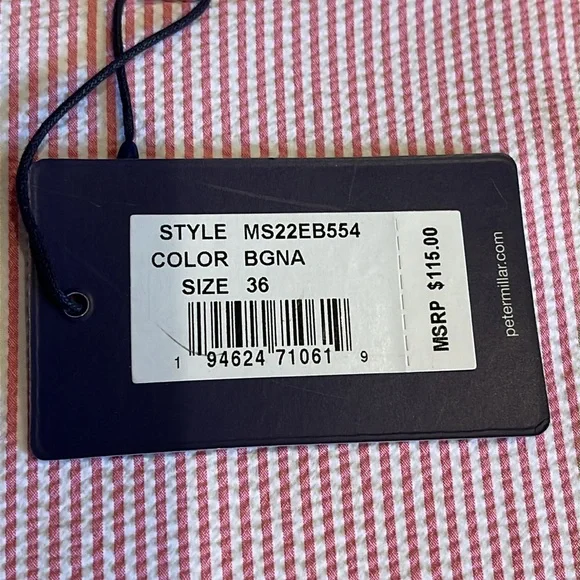 STYLE MS22EB554
COLOR BGNA
SIZE 36
1 94624 71061 9
MSRP $115.00
petermillar.com